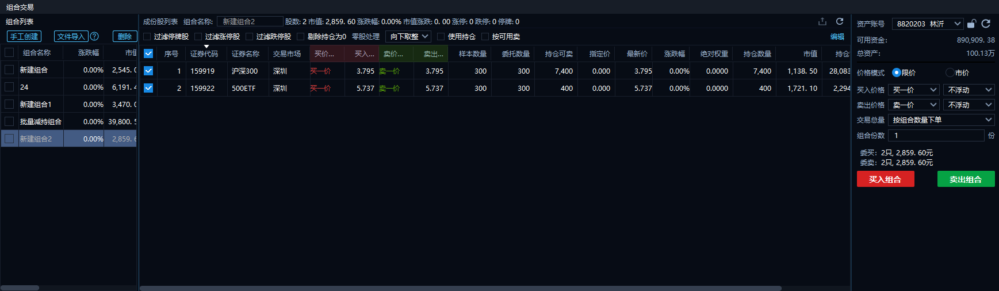 组合交易
组合列表
手工创建 文件导入 ? 删除
组合名称 涨跌幅 市值
新建组合 0.00% 2,545. 0
24 0.00% 6,191. 4
新建组合1 0.00% 3,470. 0
批量减持组合 0.00% 39,800. 5
新建组合2 0.00% 2,859. 6
成份股列表 组合名称: 新建组合2 股数: 2 市值: 2,859. 60 涨跌幅: 0.00% 市值涨跌: 0. 00 涨停: 0 跌停: 0 停牌: 0
过滤停牌股 过滤涨停股 过滤跌停股 剔除持仓为0 零股处理 向下取整 使用持仓 按可用卖 编辑
序号 证券代码 证券名称 交易市场 买价... 买入... 卖价... 卖出... 样本数量 委托数量 持仓可卖 指定价 最新价 涨跌幅 绝对权重 持仓数量 市值 持仓
1 159919 沪深300 深圳 买一价 3.795 卖一价 3.795 300 300 7,400 0.000 3.795 0.00% 0.0000 7,400 1,138. 50 28,083
2 159922 500ETF 深圳 买一价 5.737 卖一价 5.737 300 300 400 0.000 5.737 0.00% 0.0000 400 1,721. 10 2,294
资产账号 8820203 林沂
可用资金: 890,909. 38
总资产: 100.13万
价格模式 限价 市价
买入价格 买一价 不浮动
卖出价格 卖一价 不浮动
交易总量 按组合数量下单
组合份数 1 份
委买: 2只, 2,859. 60元
委卖: 2只, 2,859. 60元
买入组合 卖出组合